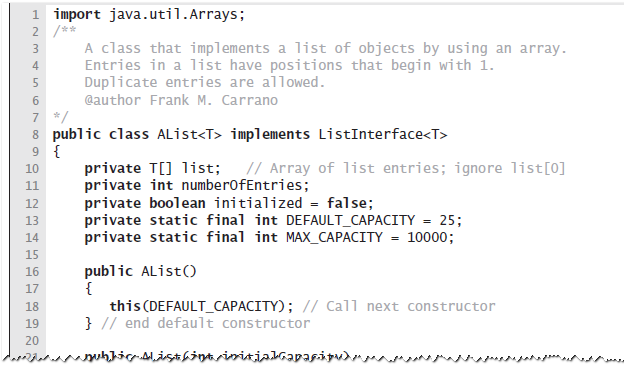 1 import java.util.Arrays;
2 /**
3 A class that implements a list of objects by using an array.
4 Entries in a list have positions that begin with 1.
5 Duplicate entries are allowed.
6 @author Frank M. Carrano
7 */
8 public class AList<T> implements ListInterface<T>
9 {
10 private T[] list; // Array of list entries; ignore list[0]
11 private int numberOfEntries;
12 private boolean initialized = false;
13 private static final int DEFAULT_CAPACITY = 25;
14 private static final int MAX_CAPACITY = 10000;
15
16 public AList()
17 {
18 this(DEFAULT_CAPACITY); // Call next constructor
19 } // end default constructor
20
21 public AList(int initialCapacity)